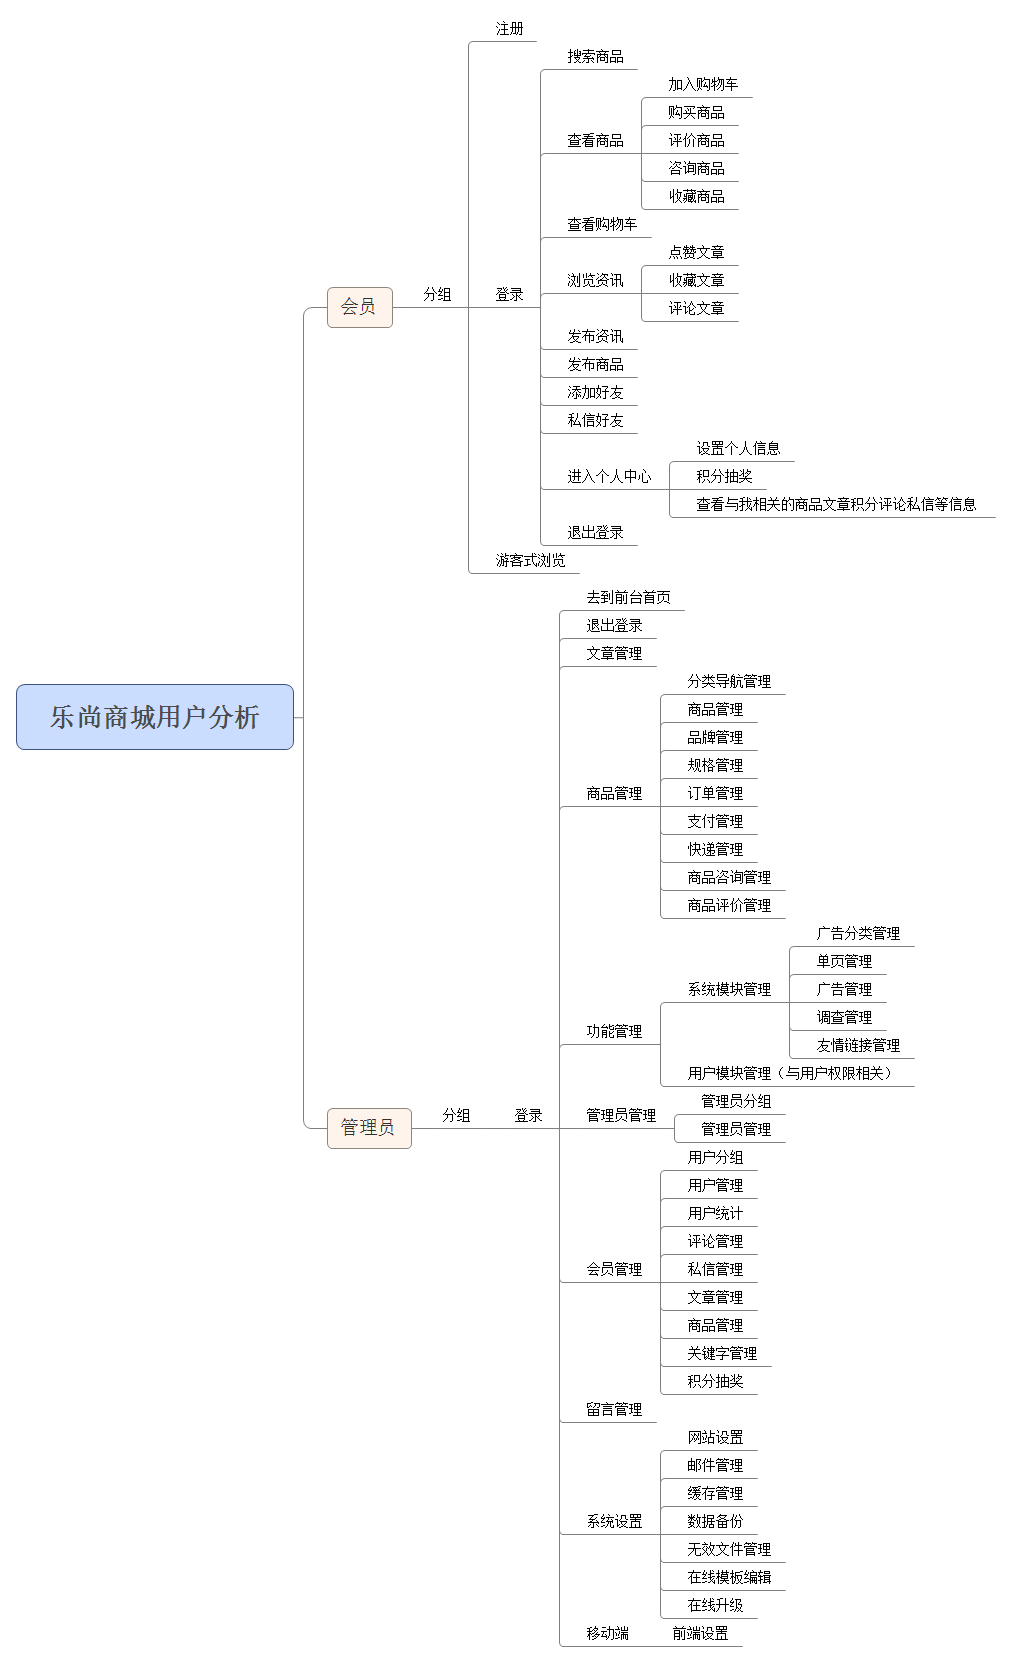 乐尚商城用户分析
会员
分组
注册
登录
搜索商品
查看商品
加入购物车
购买商品
评价商品
咨询商品
收藏商品
查看购物车
浏览资讯
点赞文章
收藏文章
评论文章
发布资讯
发布商品
添加好友
私信好友
进入个人中心
设置个人信息
积分抽奖
查看与我相关的商品文章积分评论私信等信息
退出登录
游客式浏览
管理员
分组
登录
去到前台首页
退出登录
文章管理
商品管理
分类导航管理
商品管理
品牌管理
规格管理
订单管理
支付管理
快递管理
商品咨询管理
商品评价管理
功能管理
系统模块管理
广告分类管理
单页管理
广告管理
调查管理
友情链接管理
用户模块管理（与用户权限相关）
管理员管理
管理员分组
管理员管理
会员管理
用户分组
用户管理
用户统计
评论管理
私信管理
文章管理
商品管理
关键字管理
积分抽奖
留言管理
系统设置
网站设置
邮件管理
缓存管理
数据备份
无效文件管理
在线模板编辑
在线升级
移动端
前端设置